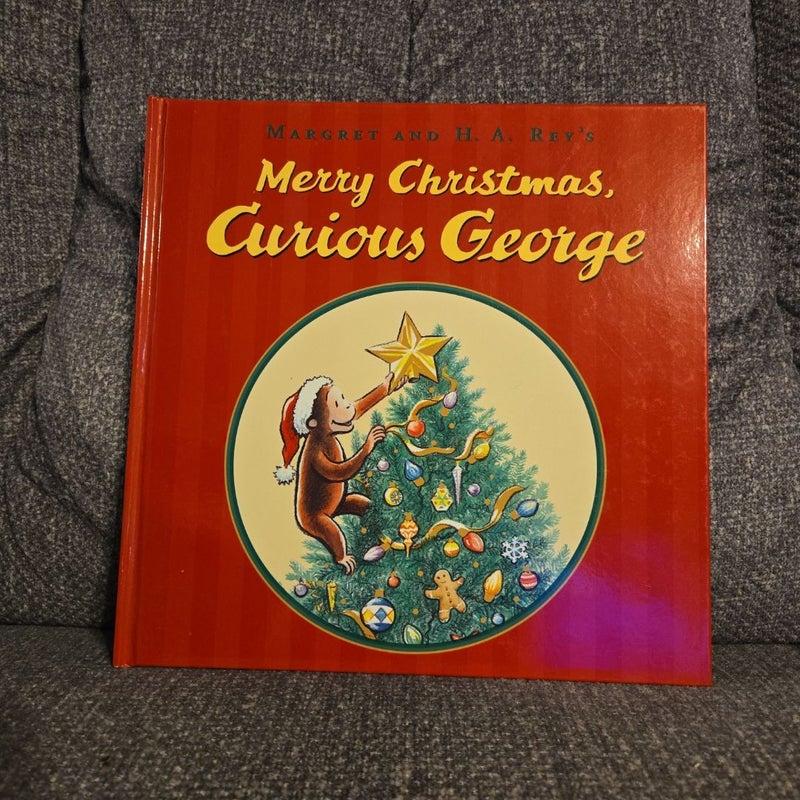 MARGRET AND H. A. REY'S
Merry Christmas,
Curious George